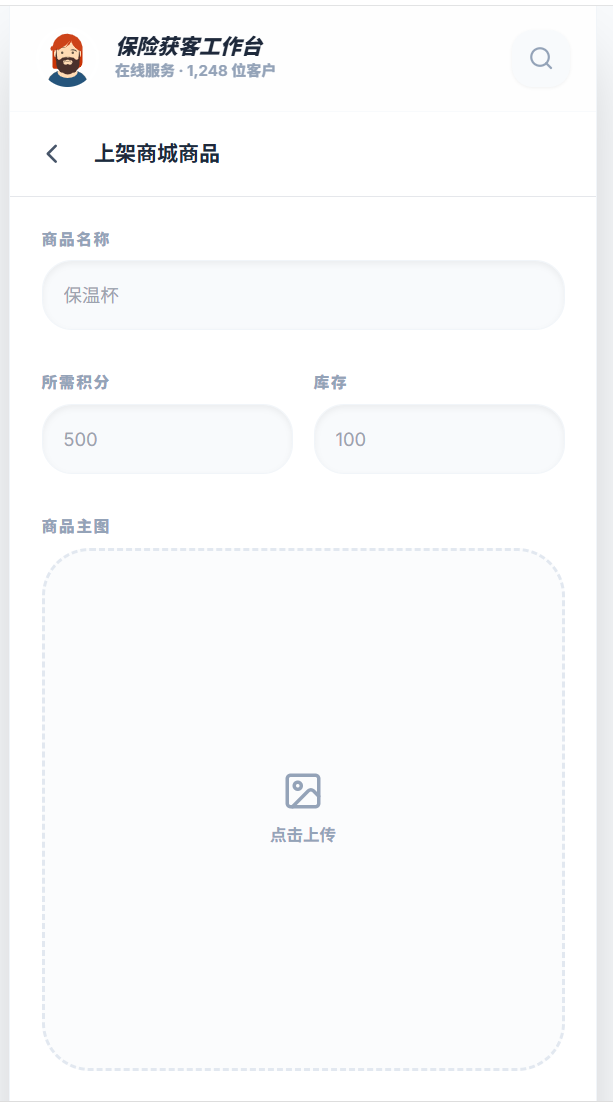 保险获客工作台
在线服务 · 1,248 位客户
上架商城商品
商品名称
保温杯
所需积分
库存
500
100
商品主图
点击上传